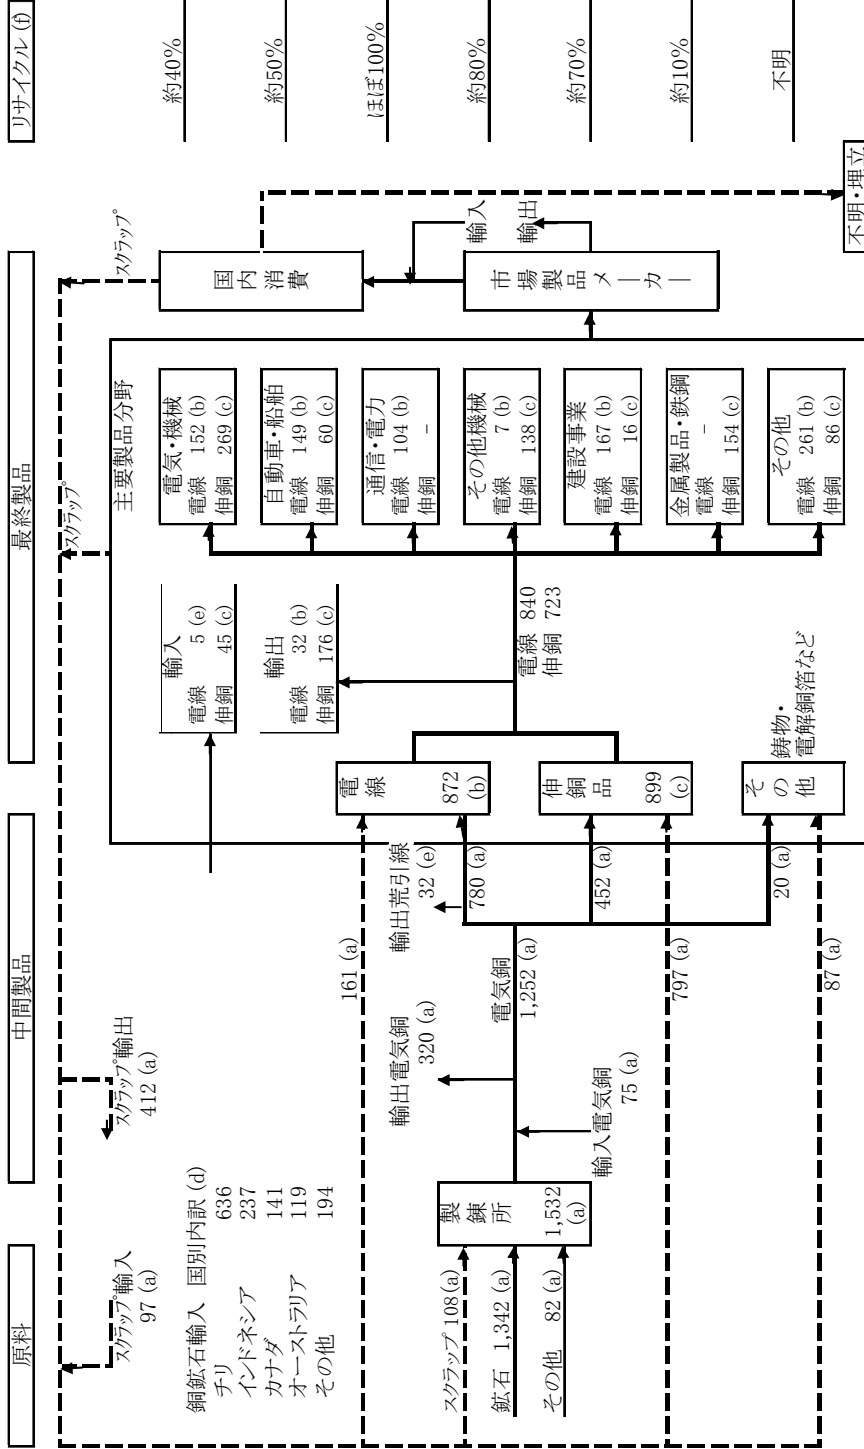 原料
中間製品
最終製品
リサイクル (f)
スクラップ輸入
97 (a)
スクラップ輸出
412 (a)
スクラップ
スクラップ
銅鉱石輸入 国別内訳 (d)
チリ 636
インドネシア 237
カナダ 141
オーストラリア 119
その他 194
スクラップ 108 (a)
鉱石 1,342 (a)
その他 82 (a)
製錬所
1,532
(a)
輸入電気銅
75 (a)
輸出電気銅
320 (a)
電気銅
1,252 (a)
輸出荒引線
32 (e)
161 (a)
780 (a)
452 (a)
797 (a)
20 (a)
87 (a)
電線
872
(b)
伸銅品
899
(c)
その他
鋳物・
電解銅箔など
輸入
電線 5 (e)
伸銅 45 (c)
輸出
電線 32 (b)
伸銅 176 (c)
電線 840
伸銅 723
主要製品分野
電気・機械
電線 152 (b)
伸銅 269 (c)
自動車・船舶
電線 149 (b)
伸銅 60 (c)
通信・電力
電線 104 (b)
伸銅 -
その他機械
電線 7 (b)
伸銅 138 (c)
建設事業
電線 167 (b)
伸銅 16 (c)
金属製品・鉄鋼
電線 -
伸銅 154 (c)
その他
電線 261 (b)
伸銅 86 (c)
国内消費
市場製品メーカー
輸入
輸出
不明・埋立
約40%
約50%
ほぼ100%
約80%
約70%
約10%
不明